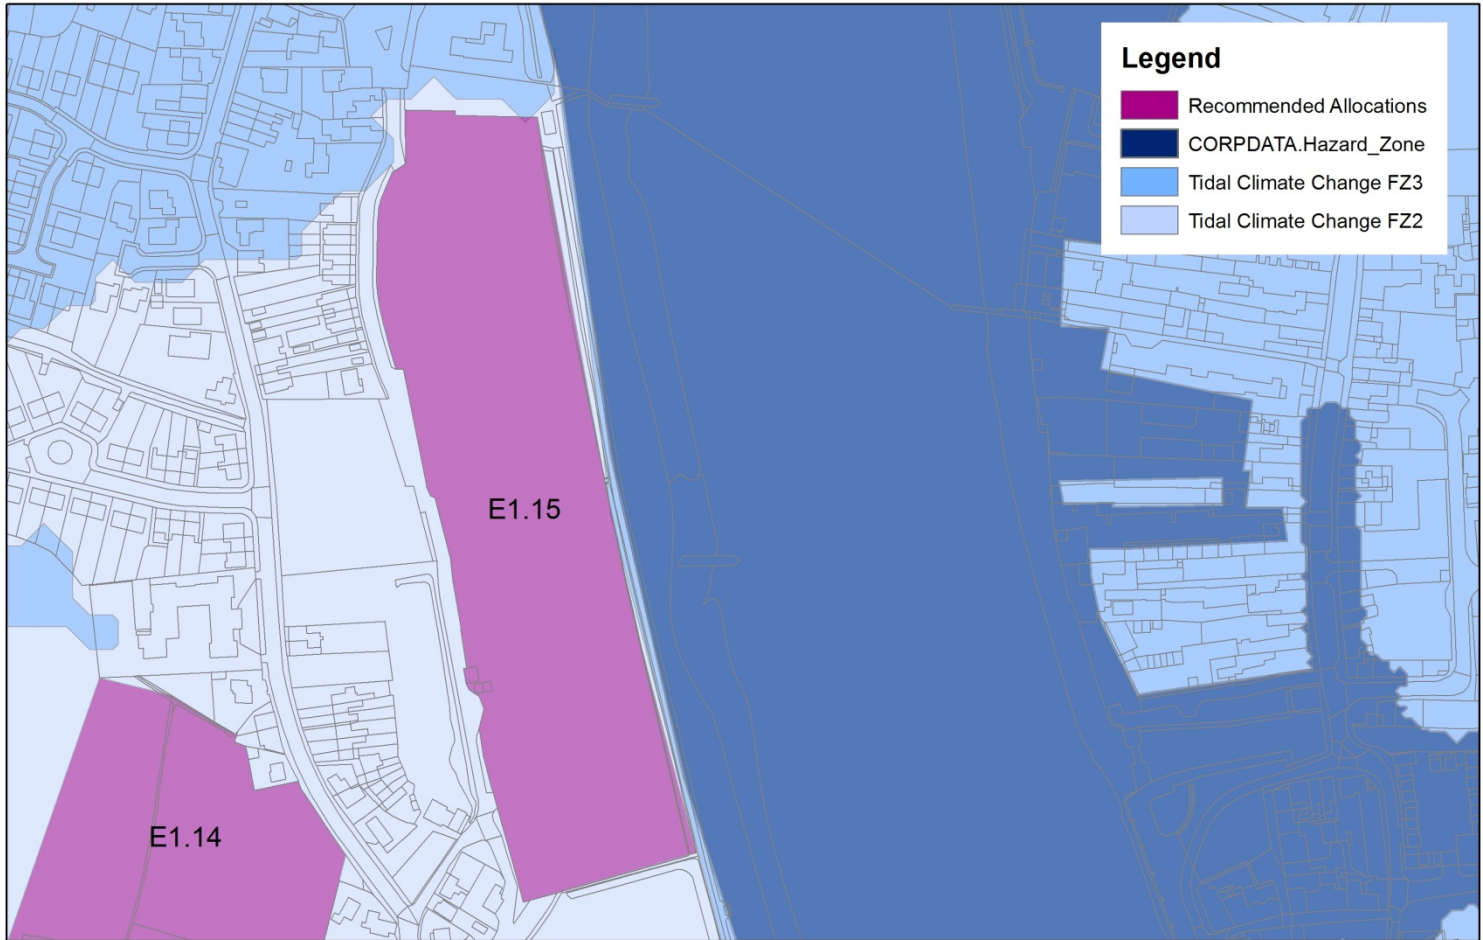 Legend
Recommended Allocations
CORPDATA.Hazard_Zone
Tidal Climate Change FZ3
Tidal Climate Change FZ2
E1.15
E1.14